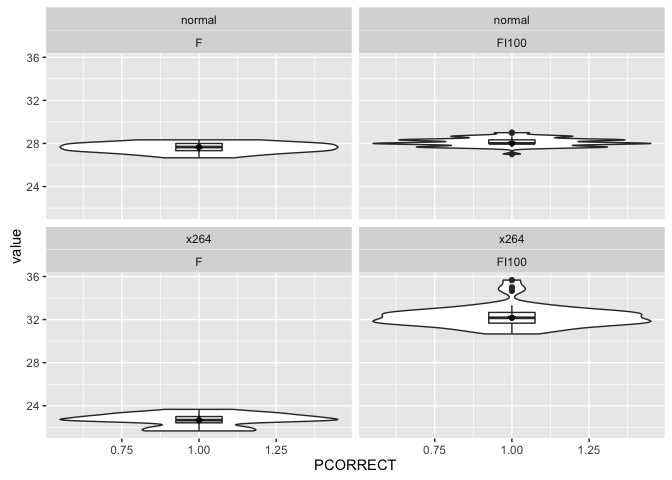 normal
F
normal
FI100
36
32
28
24
x264
F
x264
FI100
36
32
28
24
value
0.75
1.00
1.25
0.75
1.00
1.25
PCORRECT